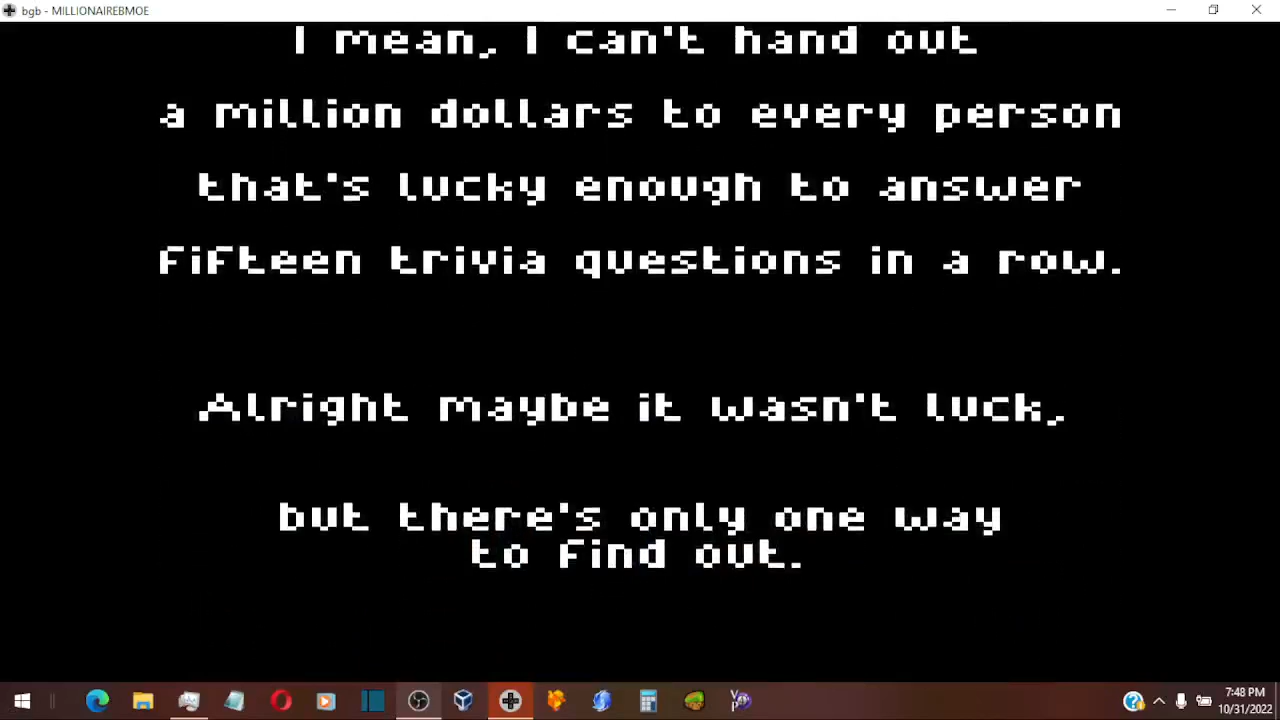 bgb - MILLIONAIREBMOE
I mean, I can't hand out
a million dollars to every person
that's lucky enough to answer
fifteen trivia questions in a row.
Alright maybe it wasn't luck,
but there's only one way
to find out.
7:48 PM
10/31/2022